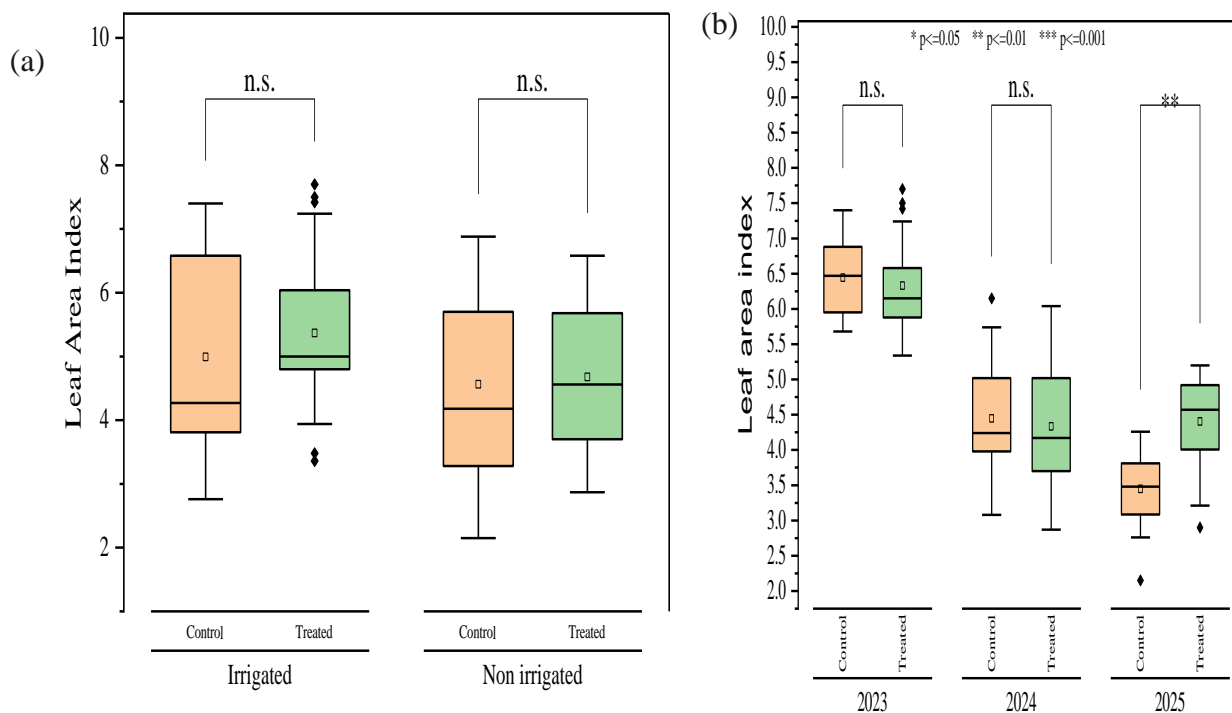 (a)
10
8
6
4
2
Leaf Area Index
n.s.
n.s.
Control
Treated
Control
Treated
Irrigated
Non irrigated
(b)
10.0
9.5
9.0
8.5
8.0
7.5
7.0
6.5
6.0
5.5
5.0
4.5
4.0
3.5
3.0
2.5
2.0
Leaf area index
* p<=0.05 ** p<=0.01 *** p<=0.001
n.s.
n.s.
**
Control
Treated
Control
Treated
Control
Treated
2023
2024
2025